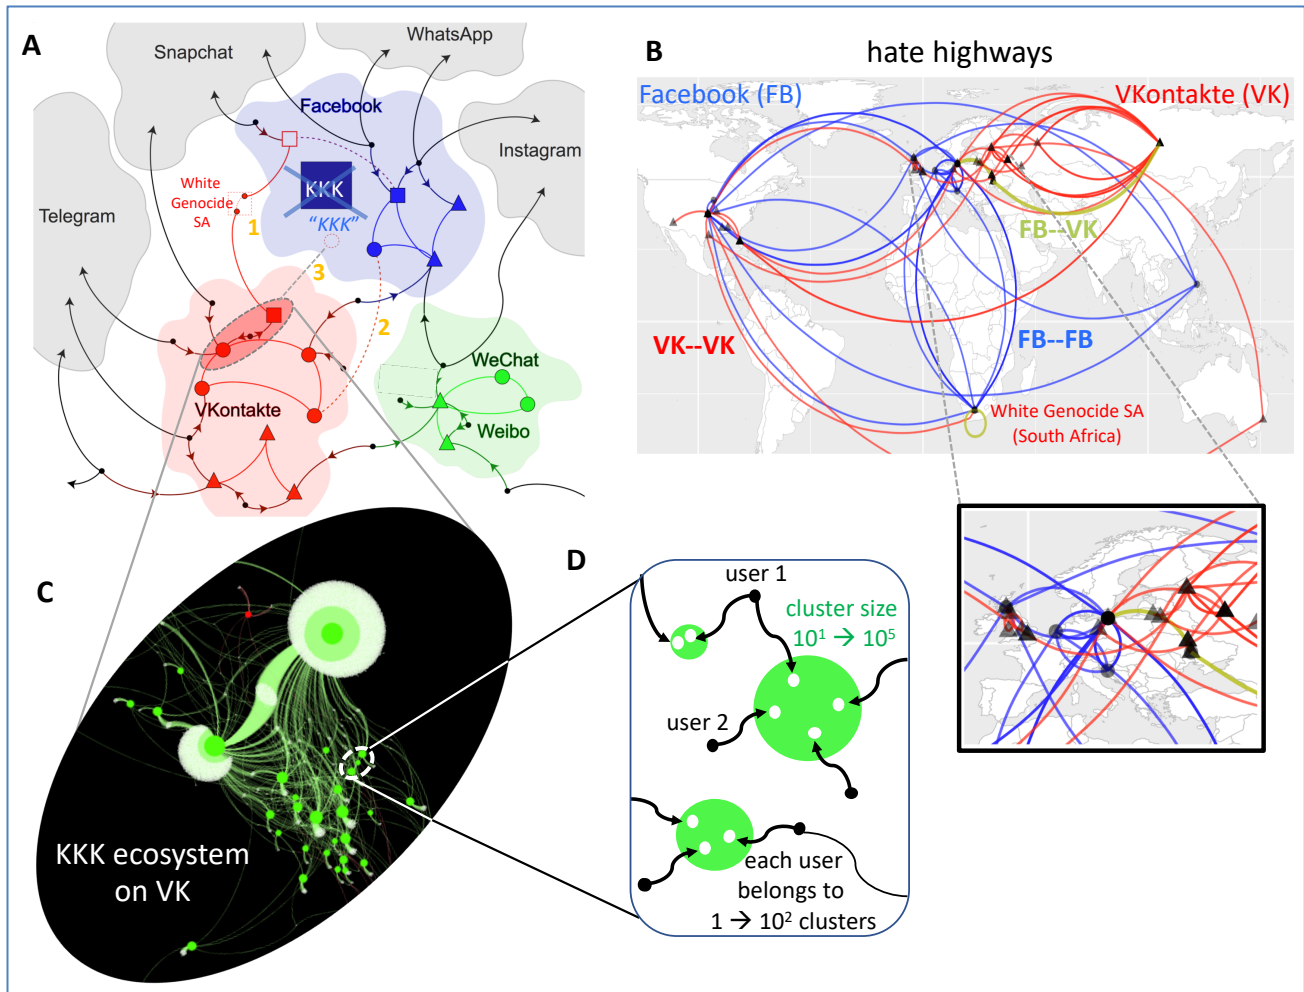 A
Snapchat
WhatsApp
Facebook
Instagram
KKK
"KKK"
White
Genocide
SA
1
Telegram
3
2
VKontakte
WeChat
Weibo
B
hate highways
Facebook (FB)
VKontakte (VK)
FB--VK
VK--VK
FB--FB
White Genocide SA
(South Africa)
C
KKK ecosystem
on VK
D
user 1
cluster size
10¹ → 10⁵
user 2
each user
belongs to
1 → 10² clusters